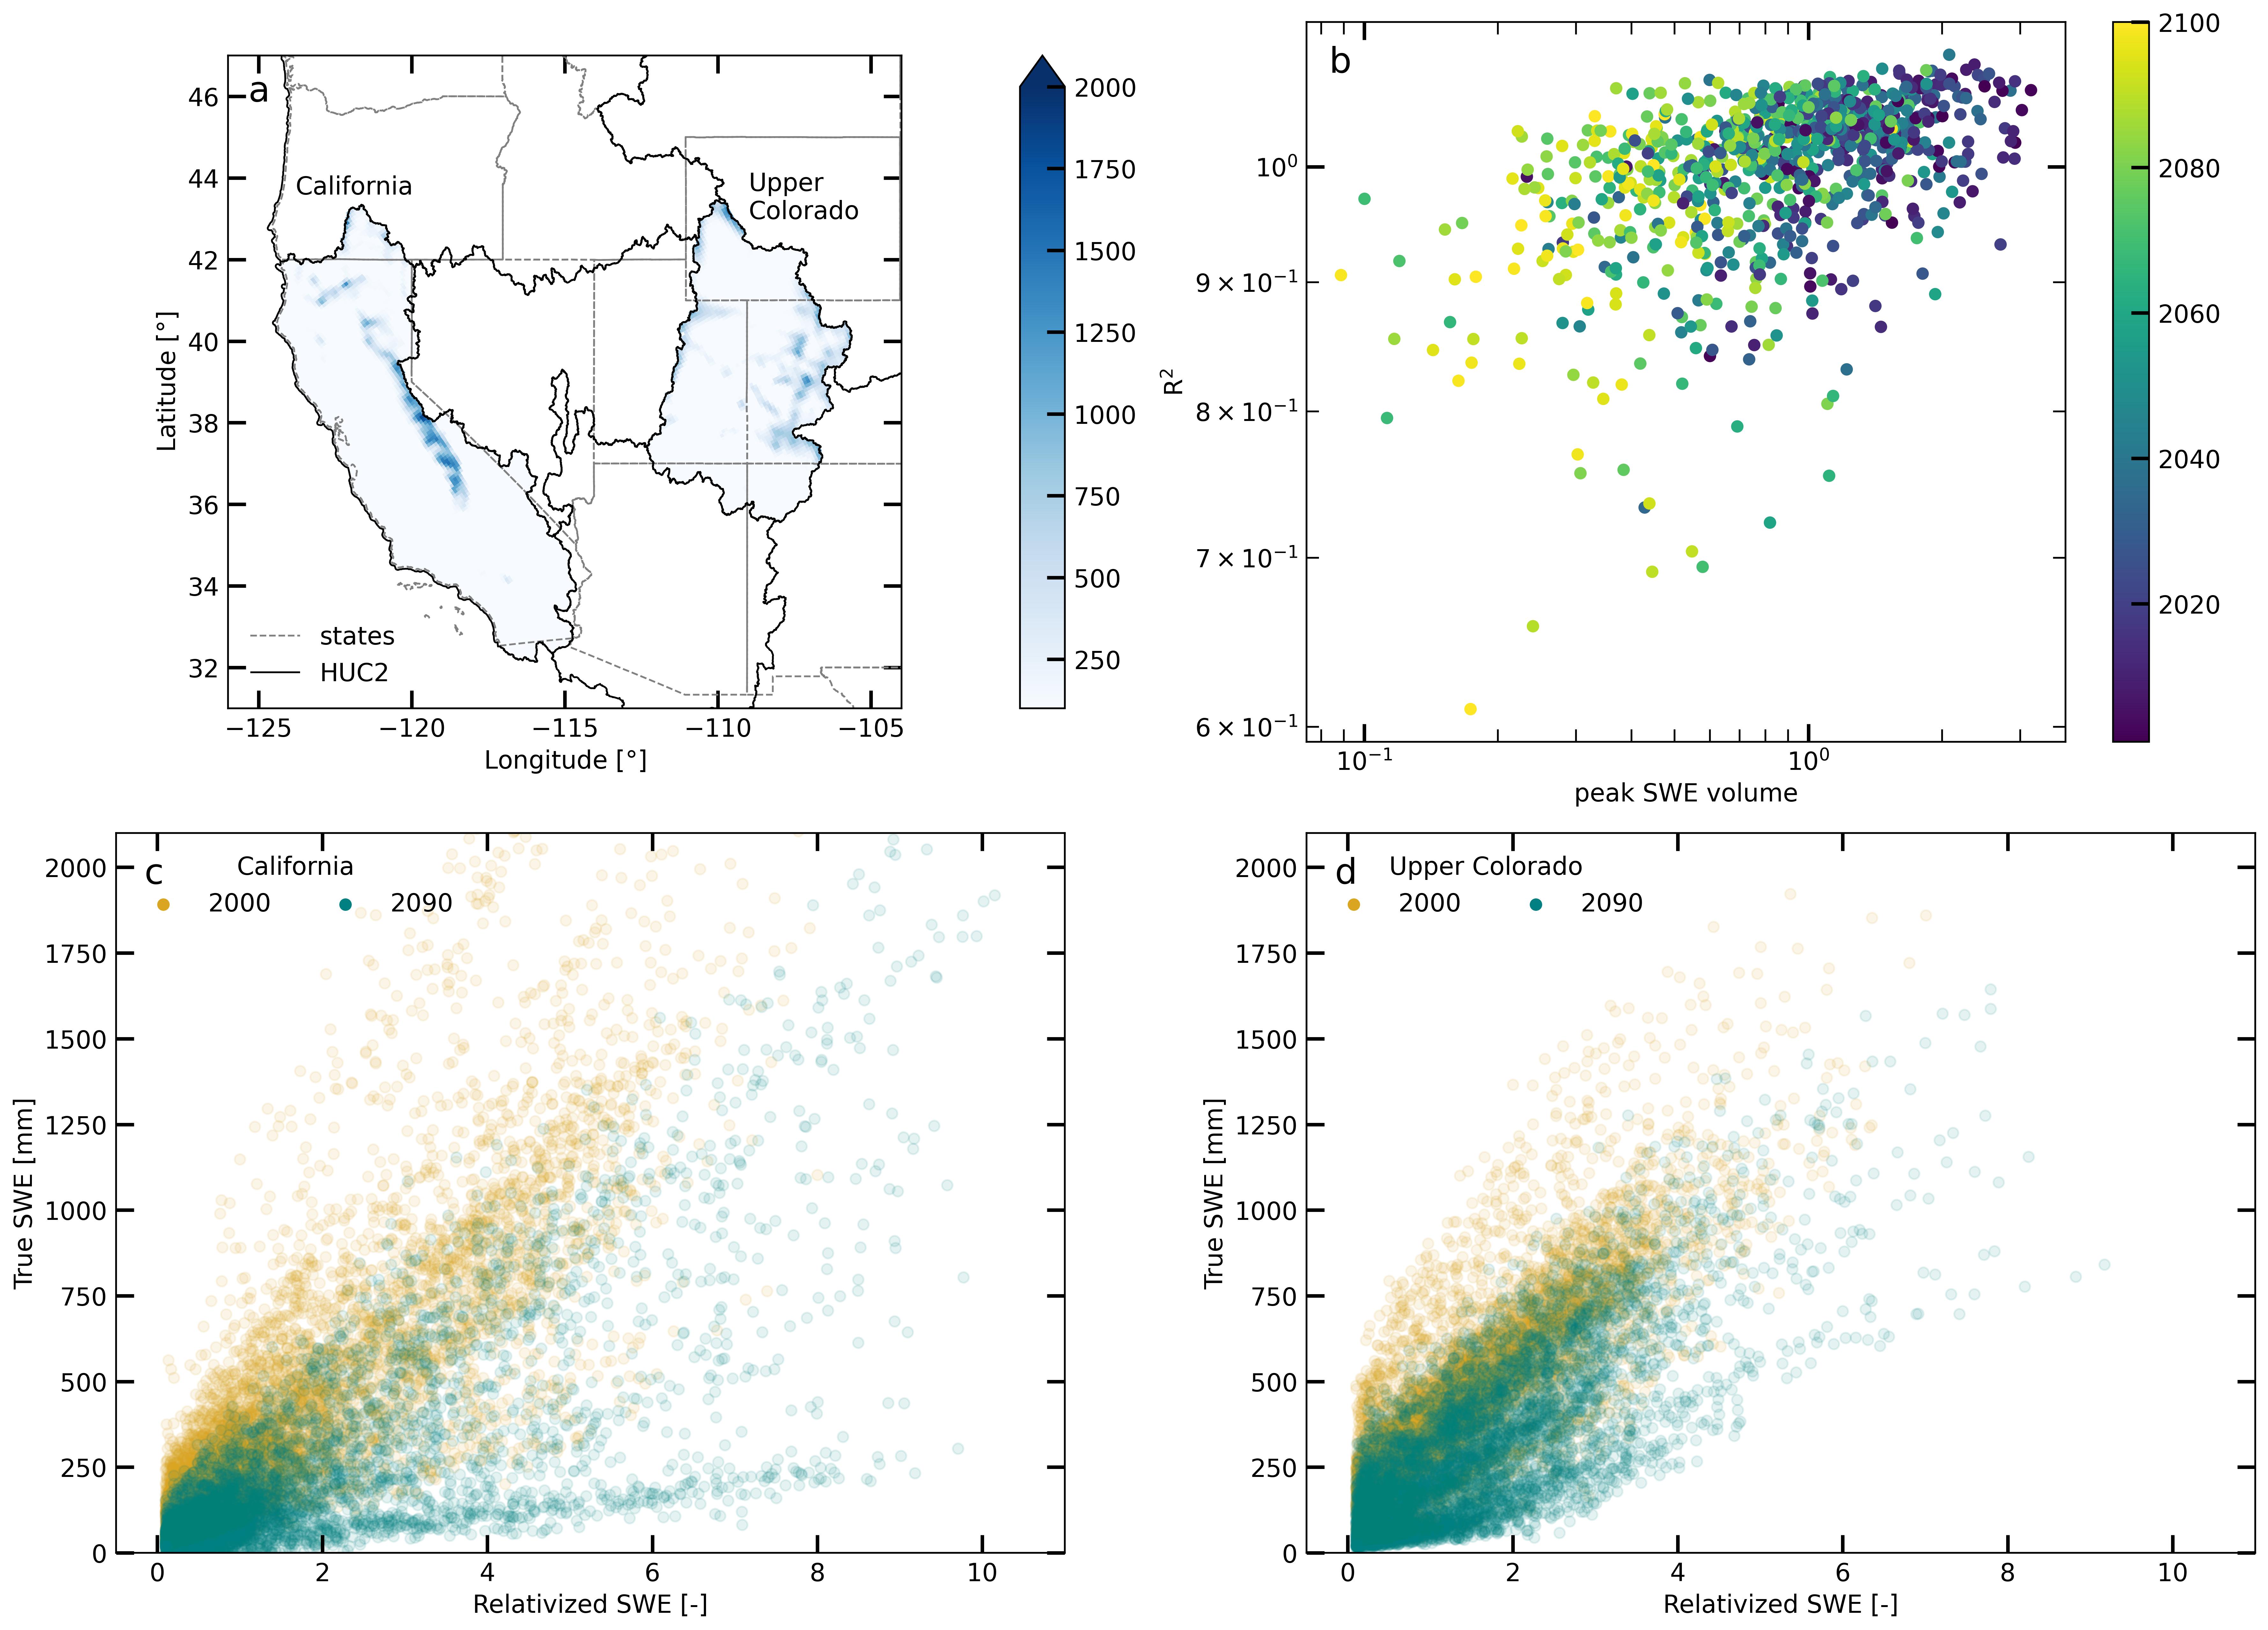 a
46
44
42
40
38
36
34
32
Latitude [°]
California
Upper
Colorado
states
HUC2
−125
−120
−115
−110
−105
Longitude [°]
2000
1750
1500
1250
1000
750
500
250
b
10⁰
9 × 10⁻¹
8 × 10⁻¹
7 × 10⁻¹
6 × 10⁻¹
R²
10⁻¹
10⁰
peak SWE volume
2100
2080
2060
2040
2020
c
California
2000
2090
2000
1750
1500
1250
1000
750
500
250
0
True SWE [mm]
0
2
4
6
8
10
Relativized SWE [-]
d
Upper Colorado
2000
2090
2000
1750
1500
1250
1000
750
500
250
0
True SWE [mm]
0
2
4
6
8
10
Relativized SWE [-]